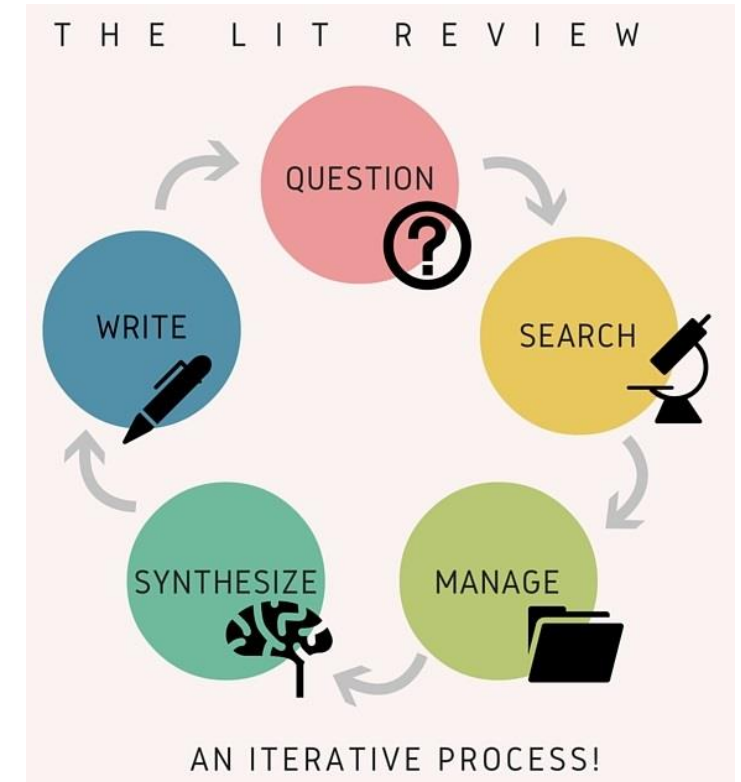 THE LIT REVIEW
QUESTION
?
SEARCH
MANAGE
SYNTHESIZE
WRITE
AN ITERATIVE PROCESS!